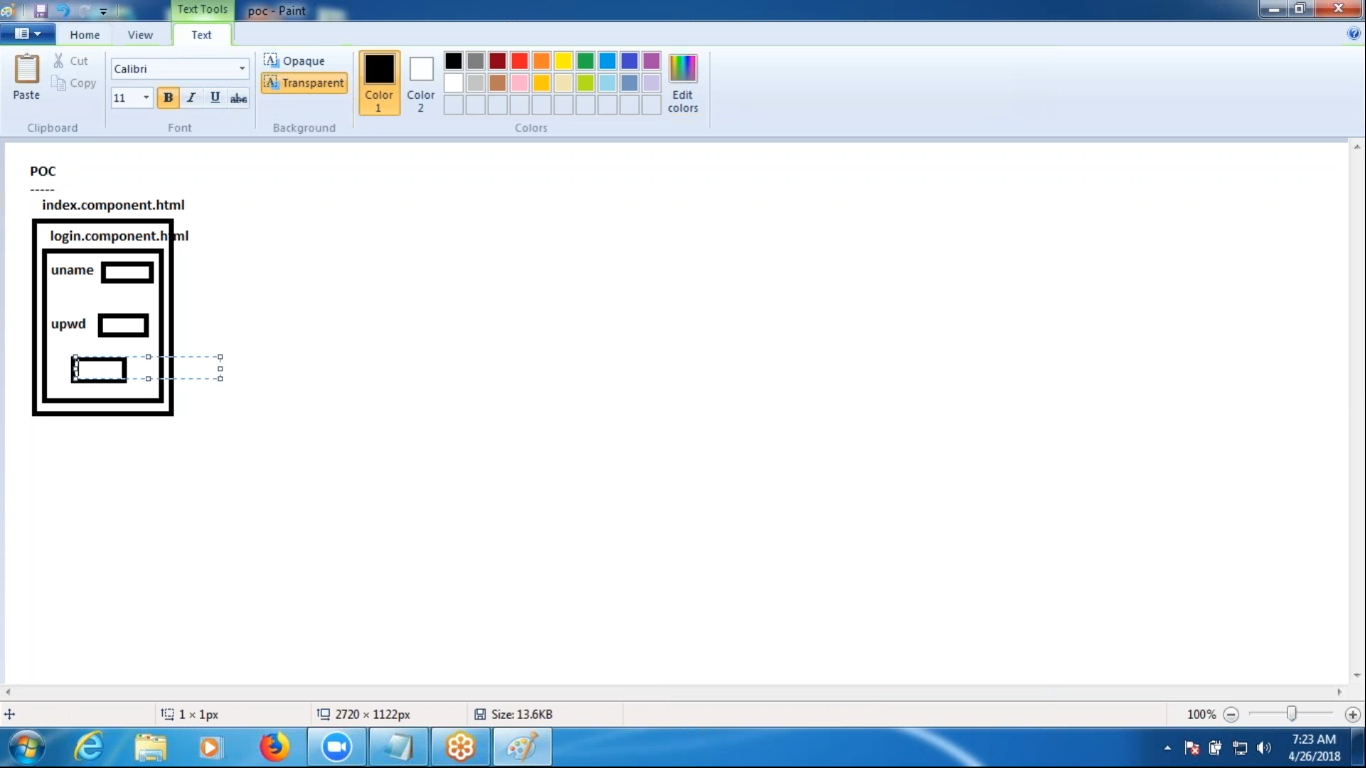 Text Tools
poc - Paint
Home
View
Text
Paste
Cut
Copy
Clipboard
Calibri
11
B
I
U
abc
Font
Opaque
Transparent
Background
Color
1
Color
2
Edit
colors
Colors
POC
-----
index.component.html
login.component.html
uname
upwd
1 × 1px
2720 × 1122px
Size: 13.6KB
100%
7:23 AM
4/26/2018